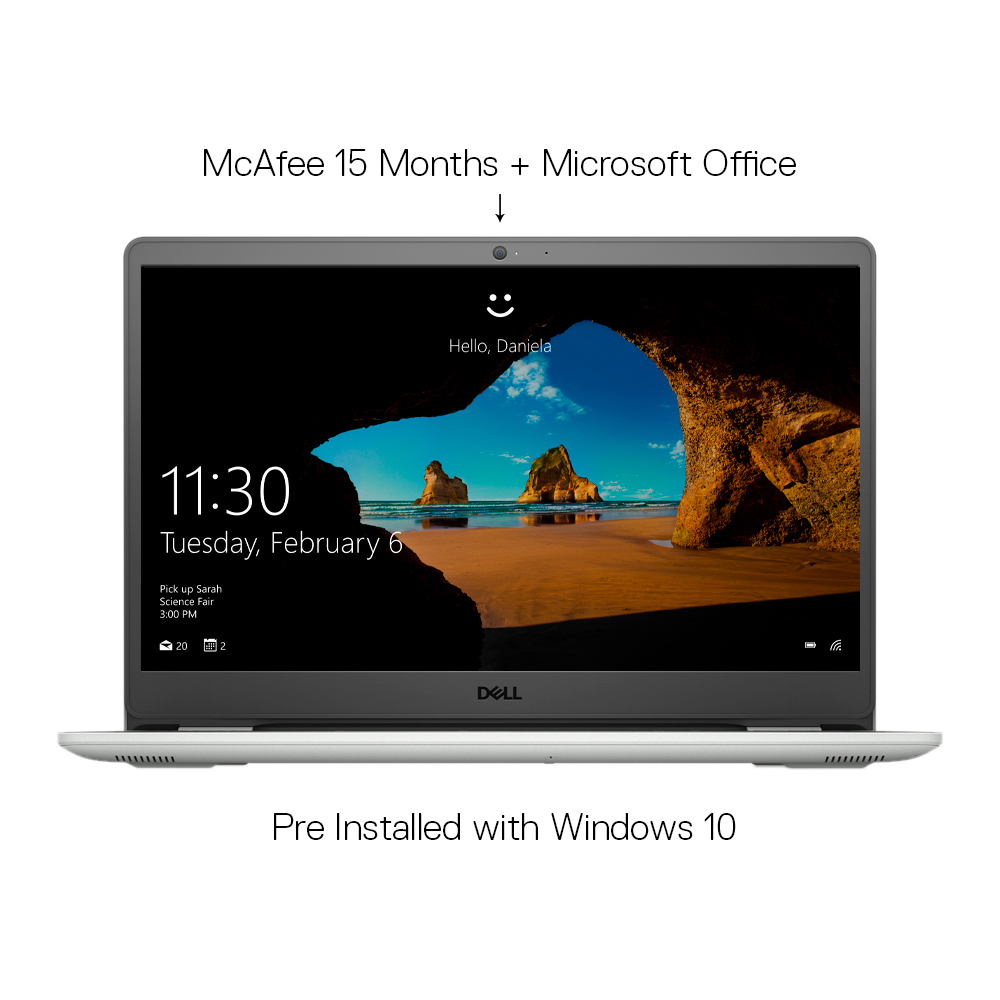 McAfee 15 Months + Microsoft Office
Hello, Daniela
11:30
Tuesday, February 6
Pick up Sarah
Science Fair
3:00 PM
20 2
DELL
Pre Installed with Windows 10